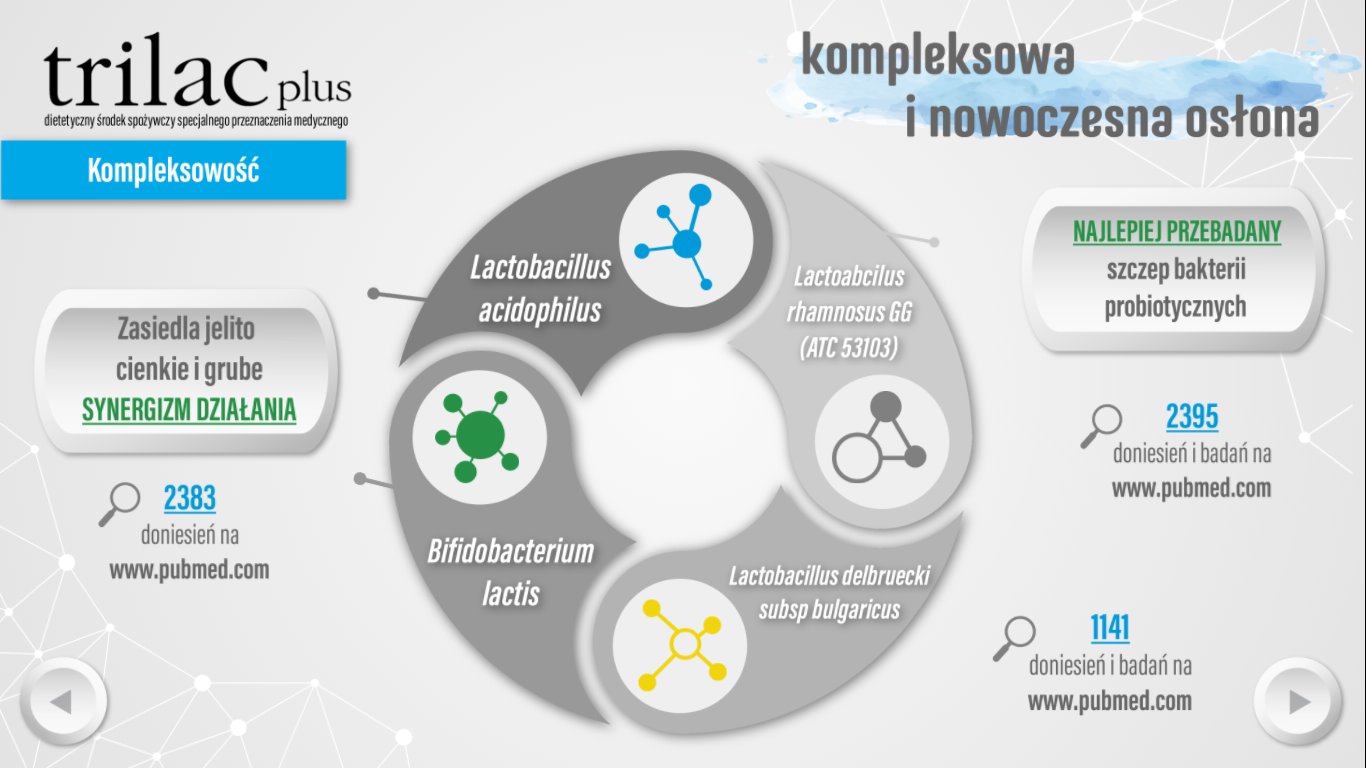 trilac plus
dietetyczny środek spożywczy specjalnego przeznaczenia medycznego
Kompleksowość
kompleksowa
i nowoczesna osłona
Lactobacillus
acidophilus
Lactoabcilus
rhamnosus GG
(ATC 53103)
Bifidobacterium
lactis
Lactobacillus delbruecki
subsp bulgaricus
Zasiedla jelito
cienkie i grube
SYNERGIZM DZIAŁANIA
2383
doniesień na
www.pubmed.com
NAJLEPIEJ PRZEBADANY
szczep bakterii
probiotycznych
2395
doniesień i badań na
www.pubmed.com
1141
doniesień i badań na
www.pubmed.com